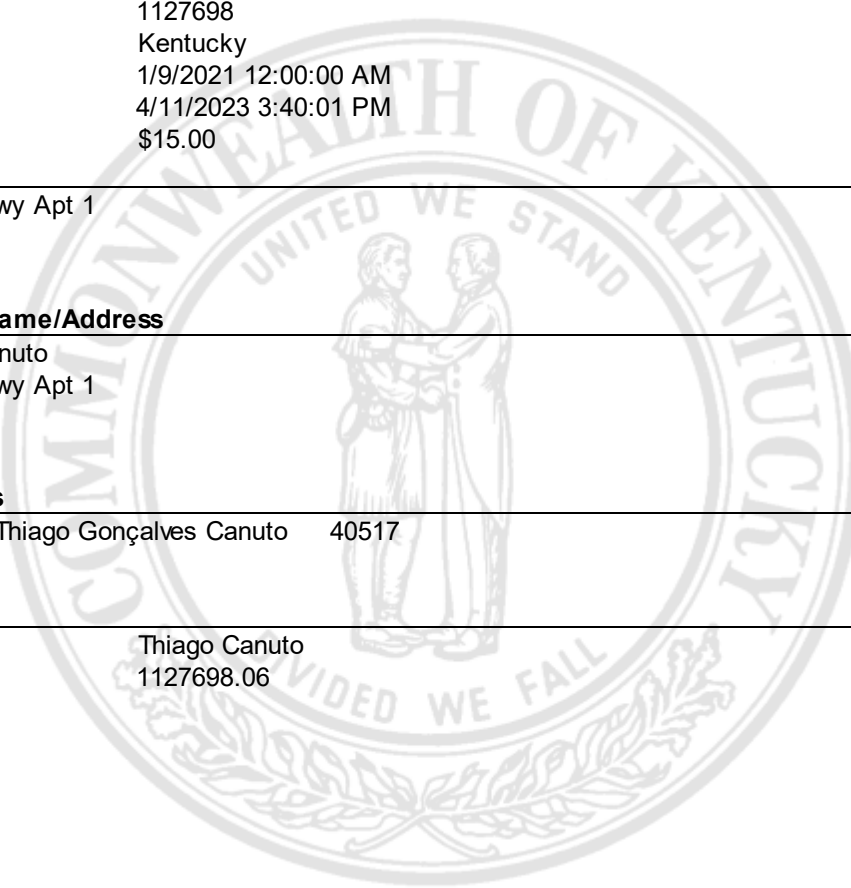 1127698
Kentucky
1/9/2021 12:00:00 AM
4/11/2023 3:40:01 PM
$15.00
wy Apt 1
ame/Address
nuto
wy Apt 1
s
Thiago Gonçalves Canuto 40517
Thiago Canuto
1127698.06
COMMONWEALTH OF KENTUCKY
UNITED WE STAND
DIVIDED WE FALL